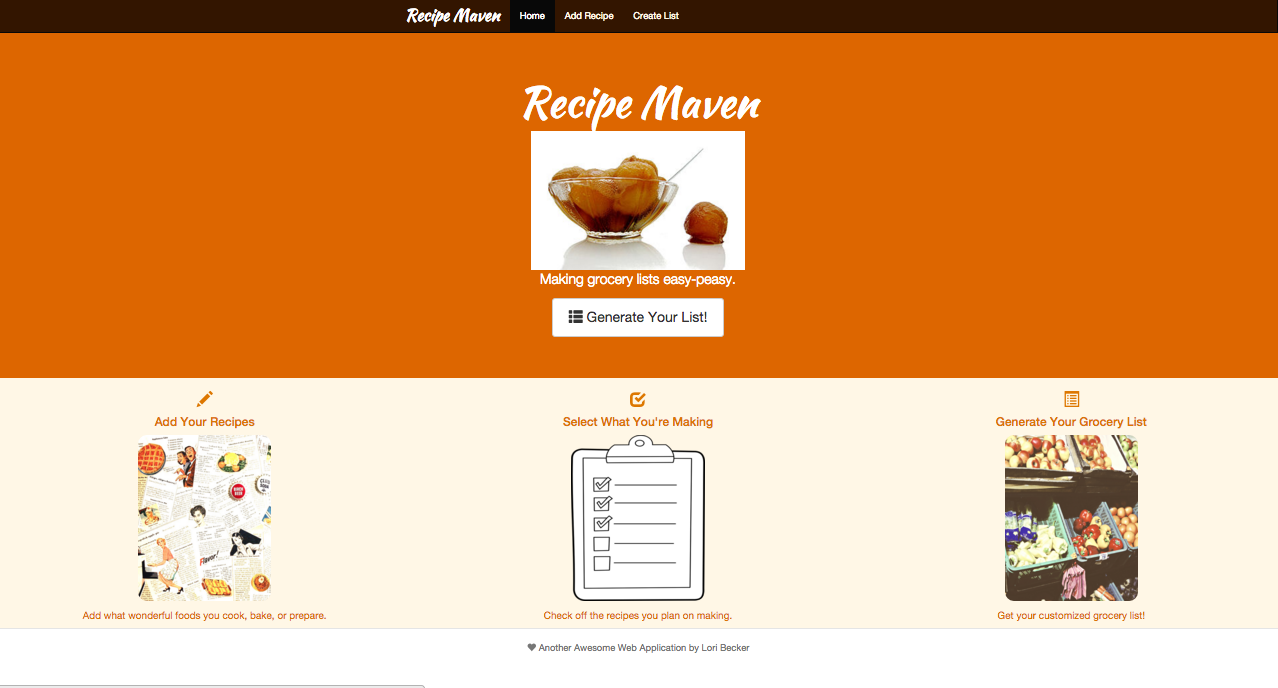 Recipe Maven Home Add Recipe Create List
Recipe Maven
Making grocery lists easy-peasy.
Generate Your List!
Add Your Recipes
Select What You're Making
Generate Your Grocery List
Flavor!
Add what wonderful foods you cook, bake, or prepare.
Check off the recipes you plan on making.
Get your customized grocery list!
Another Awesome Web Application by Lori Becker